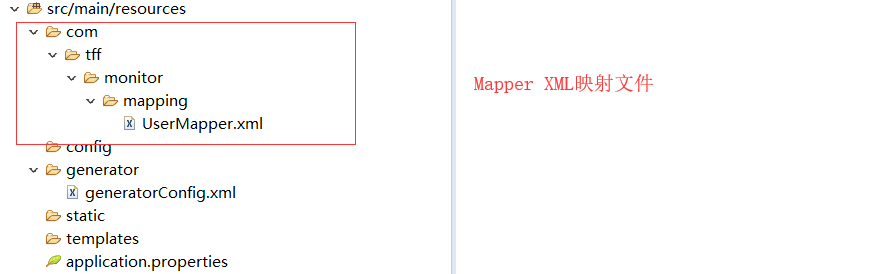 src/main/resources
com
tff
monitor
mapping
UserMapper.xml
config
generator
generatorConfig.xml
static
templates
application.properties
Mapper XML映射文件